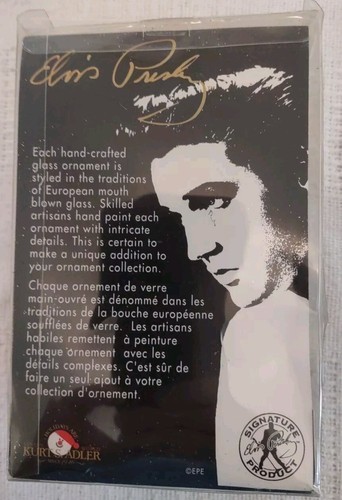 Elvis Presley
Each hand-crafted
glass ornament is
styled in the traditions
of European mouth
blown glass. Skilled
artisans hand paint each
ornament with intricate
details. This is certain to
make a unique addition to
your ornament collection.
Chaque ornement de verre
main-ouvré est dénommé dans les
traditions de la bouche européenne
soufflées de verre. Les artisans
habiles remettent à peinture
chaque ornement avec les
détails complexes. C'est sûr de
faire un seul ajout à votre
collection d'ornement.
KURT S. ADLER
©EPE
SIGNATURE
Elvis Presley
PRODUCT